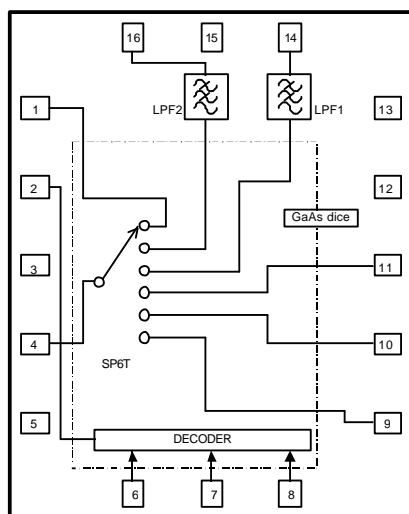 16 15 14
LPF2 LPF1
1 13
2 12
GaAs dice
3 11
4 10
SP6T
5 9
DECODER
6 7 8